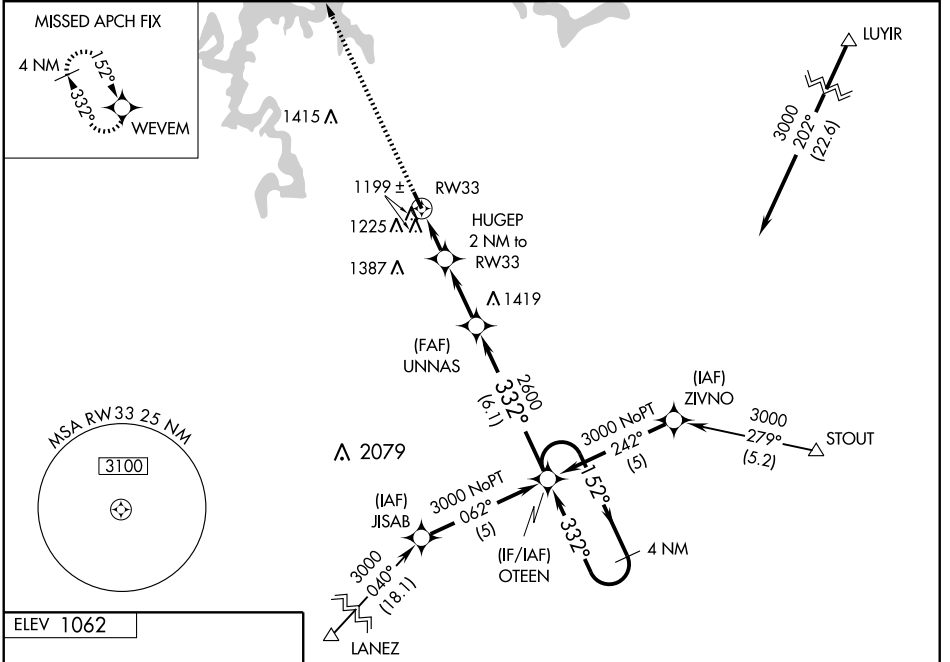 MISSED APCH FIX
4 NM
152°
332°
WEVEM
LUYIR
3000
202°
(22.6)
1415
1199 ±
RW33
1225
HUGEP
2 NM to
RW33
1387
1419
(FAF)
UNNAS
2600
332°
(6.1)
(IAF)
ZIVNO
3000
279°
(5.2)
STOUT
3000 NoPT
242°
(5)
MSA RW33 25 NM
3100
2079
(IAF)
JISAB
3000 NoPT
062°
(5)
152°
332°
4 NM
(IF/IAF)
OTEEN
3000
040°
(18.1)
LANEZ
ELEV 1062